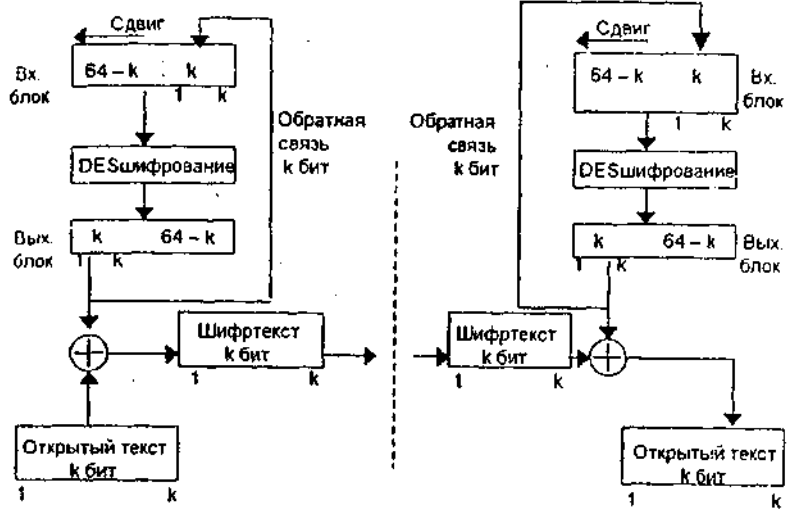 Сдвиг
64 – k k
1 k
Вх.
блок
Обратная
связь
k бит
DESшифрование
k 64 – k
1 k
Вых.
блок
Шифртекст
k бит
1 k
Открытый текст
k бит
1 k
Сдвиг
64 – k k
1 k
Вх.
блок
Обратная
связь
k бит
DESшифрование
k 64 – k
1 k
Вых.
блок
Шифртекст
k бит
1 k
Открытый текст
k бит
1 k